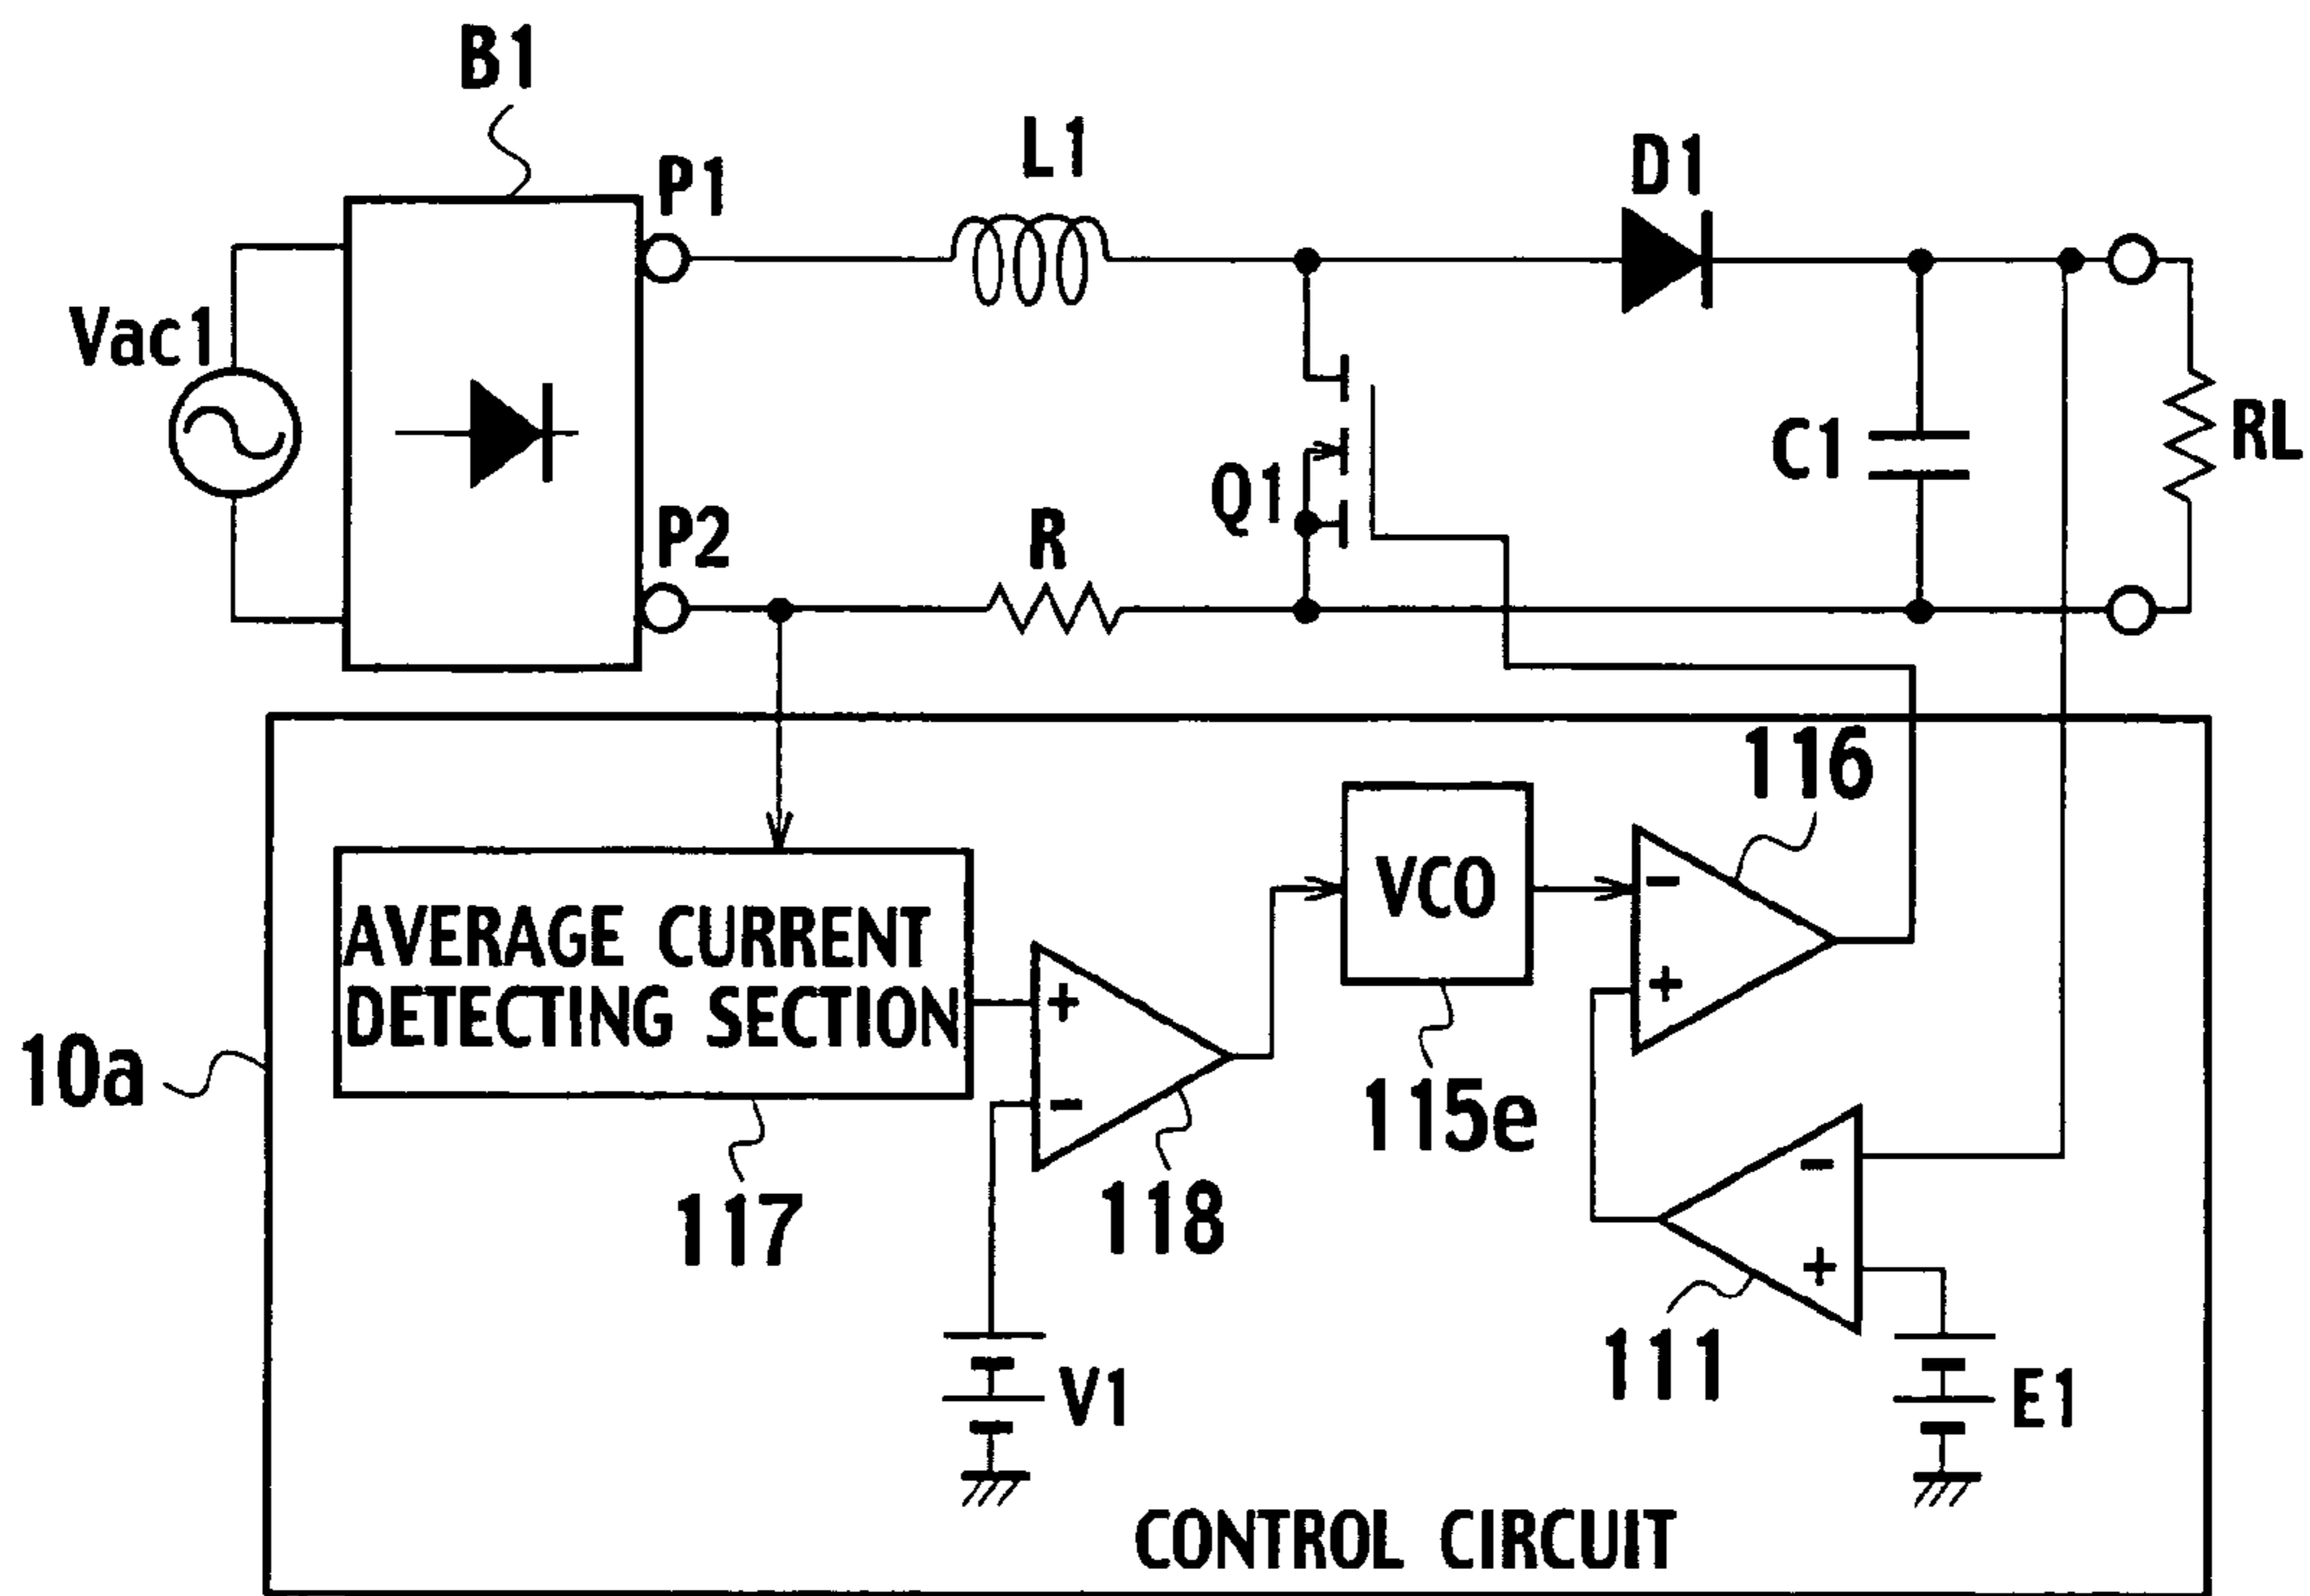 B1
P1
L1
D1
Vac1
Q1
C1
RL
P2
R
116
VCO
AVERAGE CURRENT
DETECTING SECTION
10a
115e
117
118
111
V1
E1
CONTROL CIRCUIT